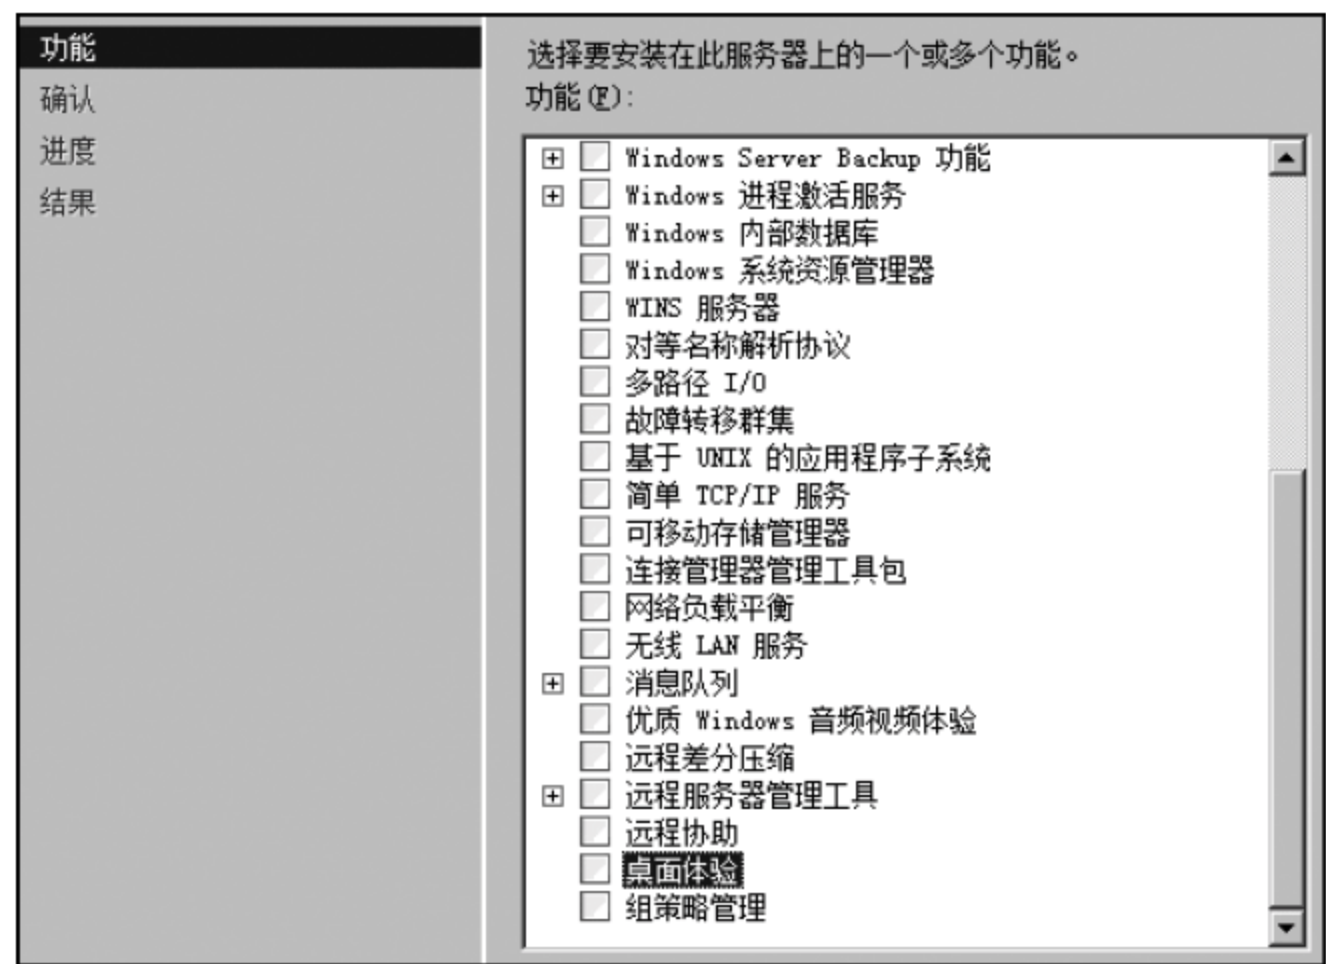 功能
确认
进度
结果
选择要安装在此服务器上的一个或多个功能。
功能(F):
Windows Server Backup 功能
Windows 进程激活服务
Windows 内部数据库
Windows 系统资源管理器
WINS 服务器
对等名称解析协议
多路径 I/O
故障转移群集
基于 UNIX 的应用程序子系统
简单 TCP/IP 服务
可移动存储管理器
连接管理器管理工具包
网络负载平衡
无线 LAN 服务
消息队列
优质 Windows 音频视频体验
远程差分压缩
远程服务器管理工具
远程协助
桌面体验
组策略管理